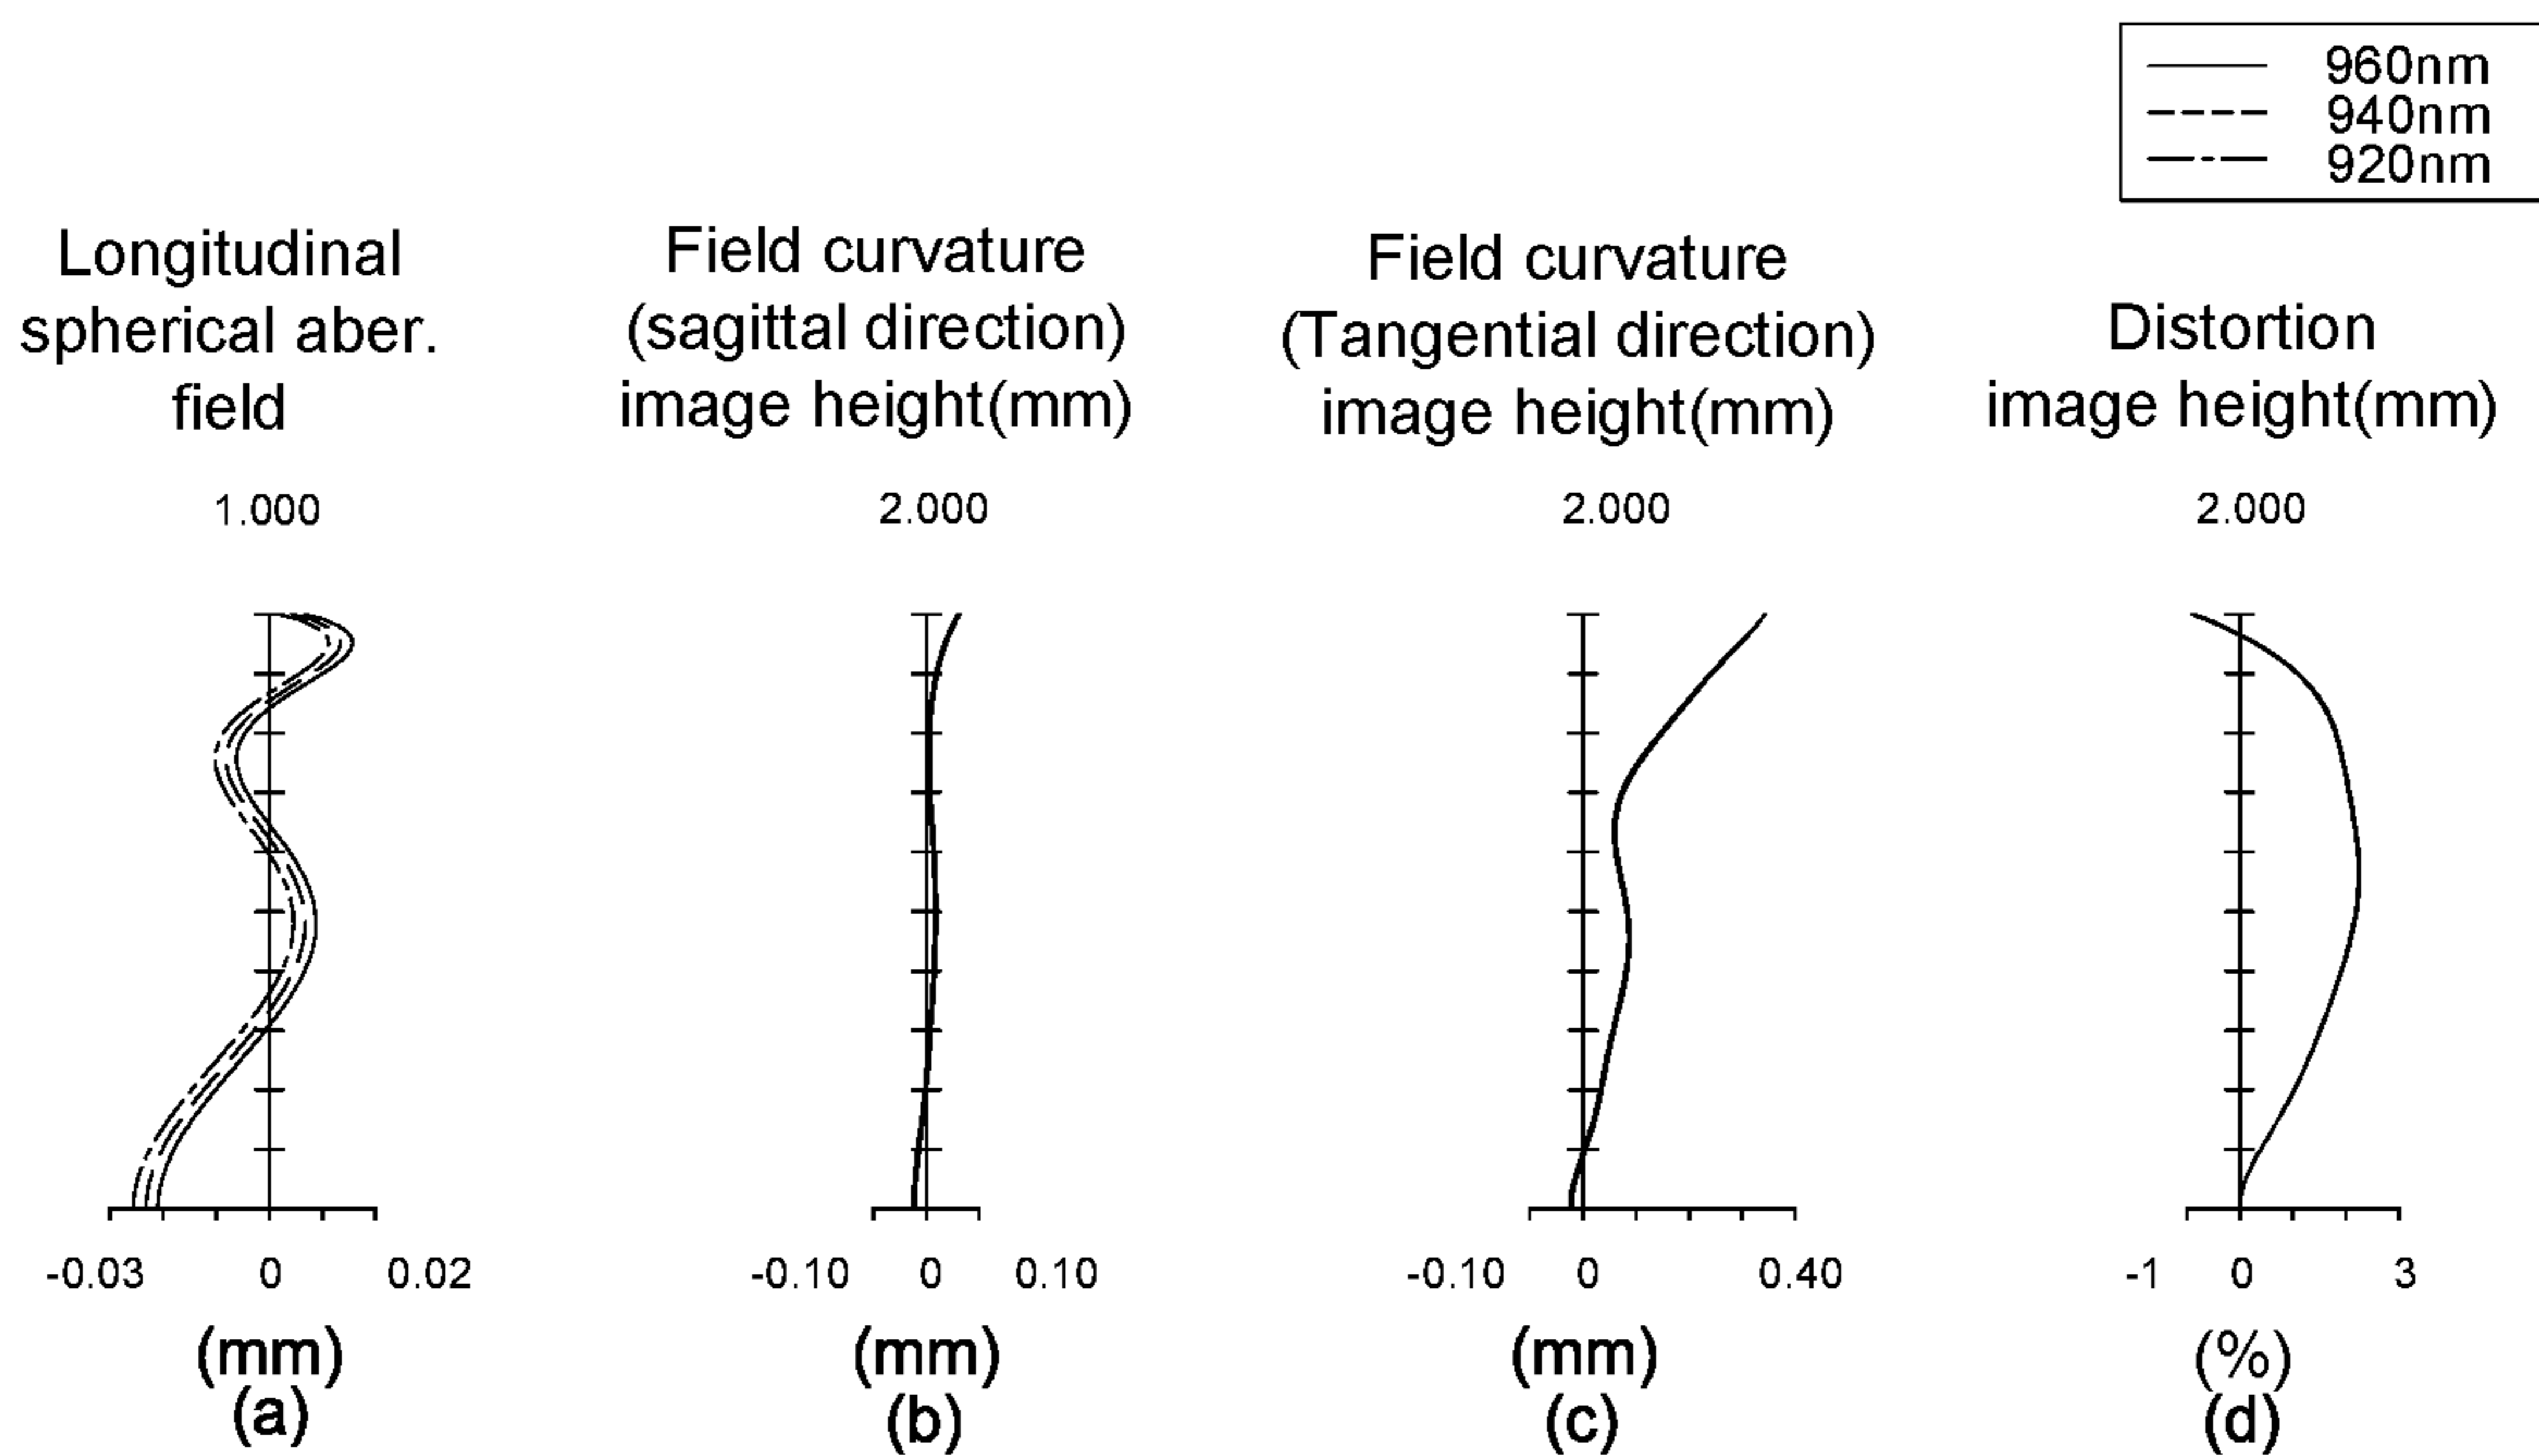 960nm
940nm
920nm
Longitudinal
spherical aber.
field
1.000
-0.03 0 0.02
(mm)
(a)
Field curvature
(sagittal direction)
image height(mm)
2.000
-0.10 0 0.10
(mm)
(b)
Field curvature
(Tangential direction)
image height(mm)
2.000
-0.10 0 0.40
(mm)
(c)
Distortion
image height(mm)
2.000
-1 0 3
(%)
(d)